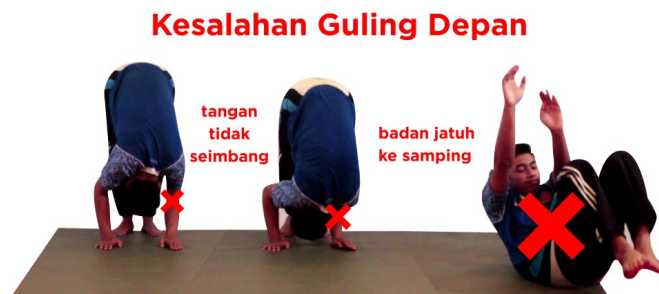 Kesalahan Guling Depan
tangan
tidak
seimbang
badan jatuh
ke samping